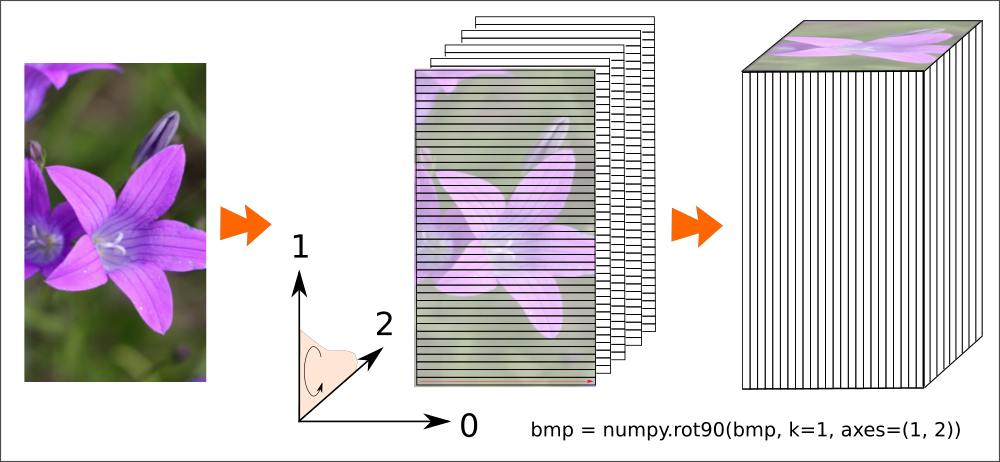 1
2
0
bmp = numpy.rot90(bmp, k=1, axes=(1, 2))